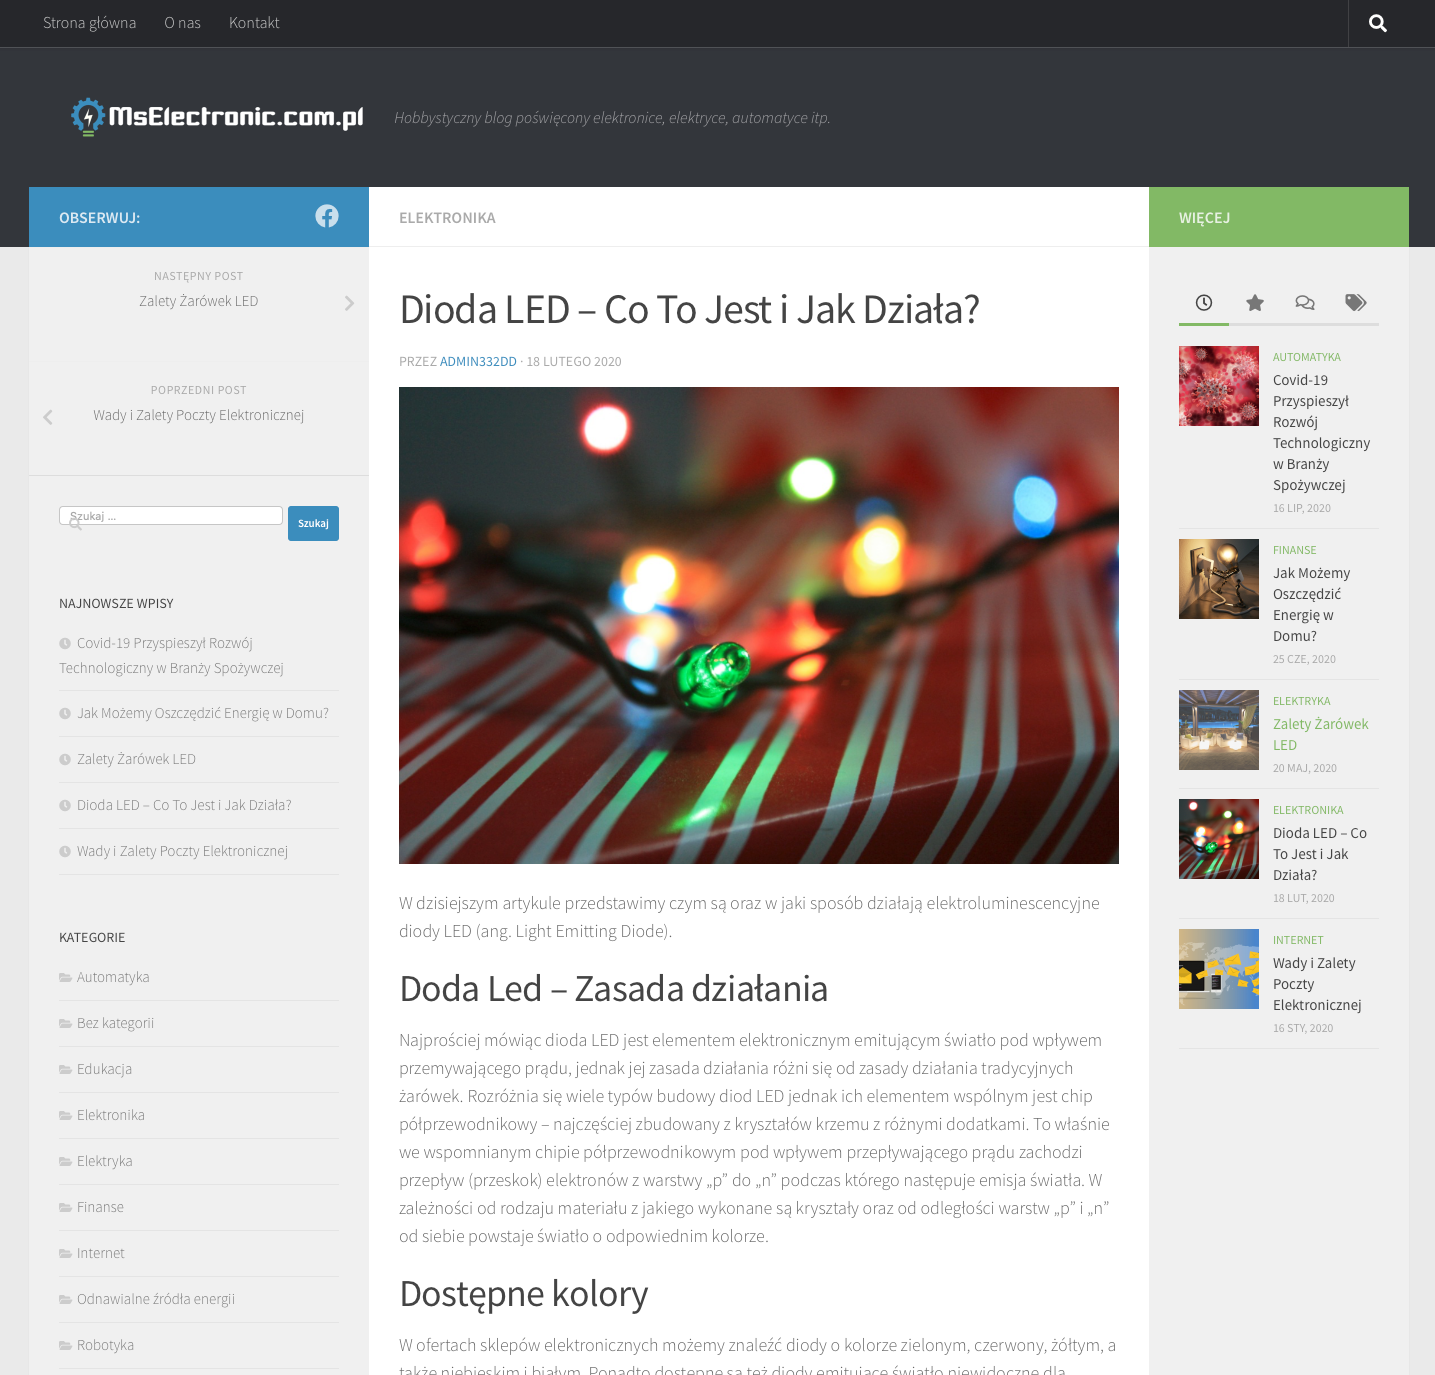 Strona główna
O nas
Kontakt
MsElectronic.com.pl
Hobbystyczny blog poświęcony elektronice, elektryce, automatyce itp.
OBSERWUJ:
NASTĘPNY POST
Zalety Żarówek LED
POPRZEDNI POST
Wady i Zalety Poczty Elektronicznej
Szukaj ...
Szukaj
NAJNOWSZE WPISY
Covid-19 Przyspieszył Rozwój
Technologiczny w Branży Spożywczej
Jak Możemy Oszczędzić Energię w Domu?
Zalety Żarówek LED
Dioda LED – Co To Jest i Jak Działa?
Wady i Zalety Poczty Elektronicznej
KATEGORIE
Automatyka
Bez kategorii
Edukacja
Elektronika
Elektryka
Finanse
Internet
Odnawialne źródła energii
Robotyka
ELEKTRONIKA
Dioda LED – Co To Jest i Jak Działa?
PRZEZ ADMIN332DD · 18 LUTEGO 2020
W dzisiejszym artykule przedstawimy czym są oraz w jaki sposób działają elektroluminescencyjne
diody LED (ang. Light Emitting Diode).
Doda Led – Zasada działania
Najprościej mówiąc dioda LED jest elementem elektronicznym emitującym światło pod wpływem
przemywającego prądu, jednak jej zasada działania różni się od zasady działania tradycyjnych
żarówek. Rozróżnia się wiele typów budowy diod LED jednak ich elementem wspólnym jest chip
półprzewodnikowy – najczęściej zbudowany z kryształów krzemu z różnymi dodatkami. To właśnie
we wspomnianym chipie półprzewodnikowym pod wpływem przepływającego prądu zachodzi
przepływ (przeskok) elektronów z warstwy „p” do „n” podczas którego następuje emisja światła. W
zależności od rodzaju materiału z jakiego wykonane są kryształy oraz od odległości warstw „p” i „n”
od siebie powstaje światło o odpowiednim kolorze.
Dostępne kolory
W ofertach sklepów elektronicznych możemy znaleźć diody o kolorze zielonym, czerwony, żółtym, a
także niebieskim i białym. Ponadto dostępne są też diody emitujące światło niewidoczne dla
WIĘCEJ
AUTOMATYKA
Covid-19
Przyspieszył
Rozwój
Technologiczny
w Branży
Spożywczej
16 LIP, 2020
FINANSE
Jak Możemy
Oszczędzić
Energię w
Domu?
25 CZE, 2020
ELEKTRYKA
Zalety Żarówek
LED
20 MAJ, 2020
ELEKTRONIKA
Dioda LED – Co
To Jest i Jak
Działa?
18 LUT, 2020
INTERNET
Wady i Zalety
Poczty
Elektronicznej
16 STY, 2020